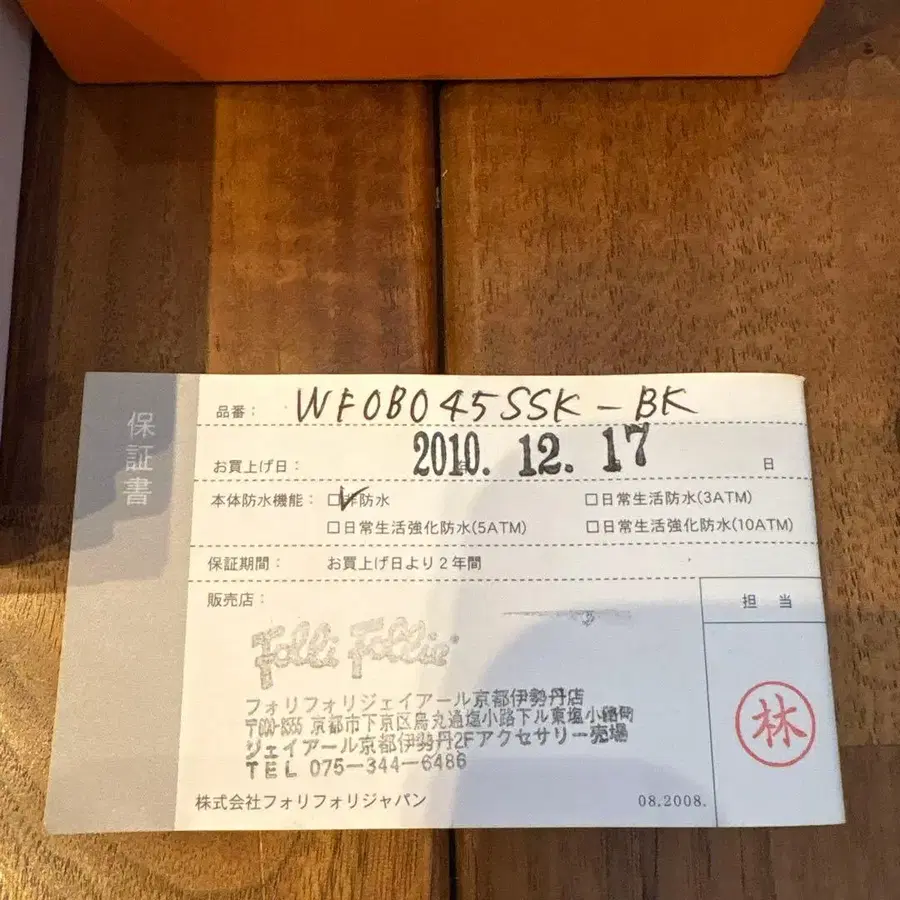 保証書
品番： WF0B045SSK-BK
お買上げ日： 2010.12.17 日
本体防水機能： □非防水 □日常生活防水(3ATM)
□日常生活強化防水(5ATM) □日常生活強化防水(10ATM)
保証期間： お買上げ日より2年間
販売店：
担 当
Folli Follie
フォリフォリジェイアール京都伊勢丹店
〒600-8555 京都市下京区烏丸通塩小路下ル東塩小路町
ジェイアール京都伊勢丹2Fアクセサリー売場
TEL 075-344-6486
林
株式会社フォリフォリジャパン 08.2008.